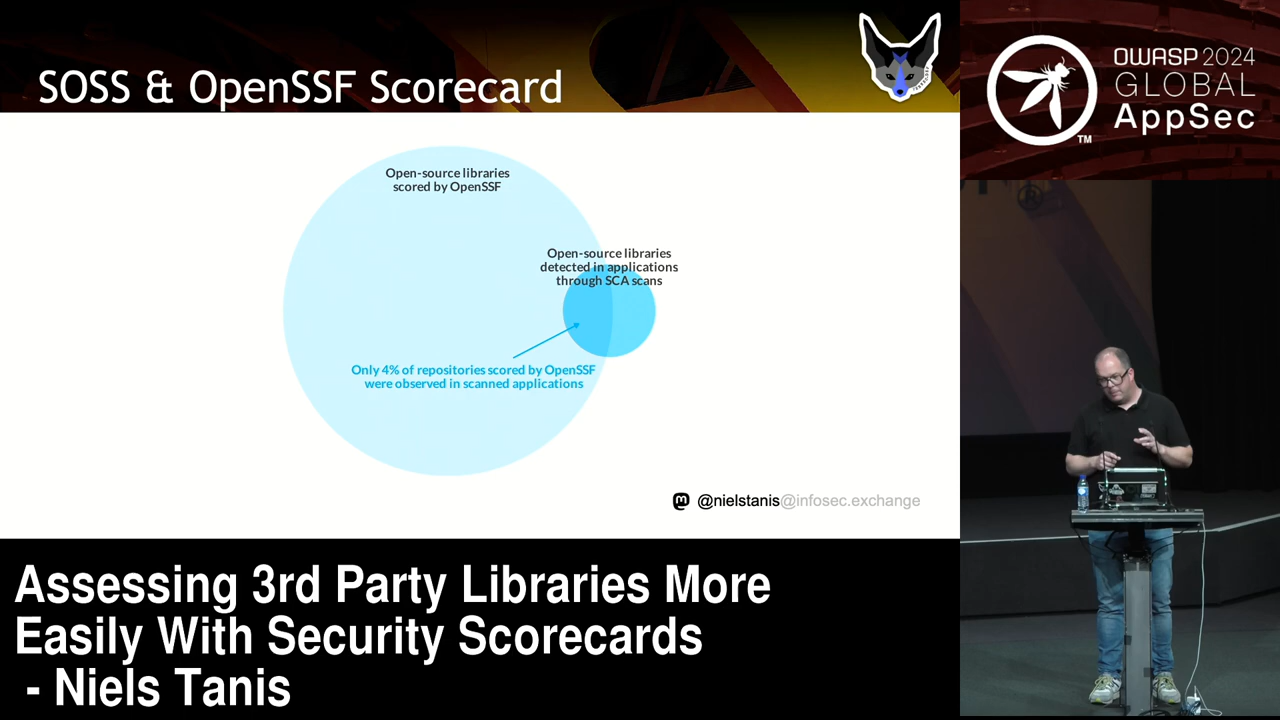 SOSS & OpenSSF Scorecard
Open-source libraries
scored by OpenSSF
Open-source libraries
detected in applications
through SCA scans
Only 4% of repositories scored by OpenSSF
were observed in scanned applications
@nielstanis@infosec.exchange
OWASP 2024
GLOBAL
AppSec
TM
Assessing 3rd Party Libraries More
Easily With Security Scorecards
- Niels Tanis